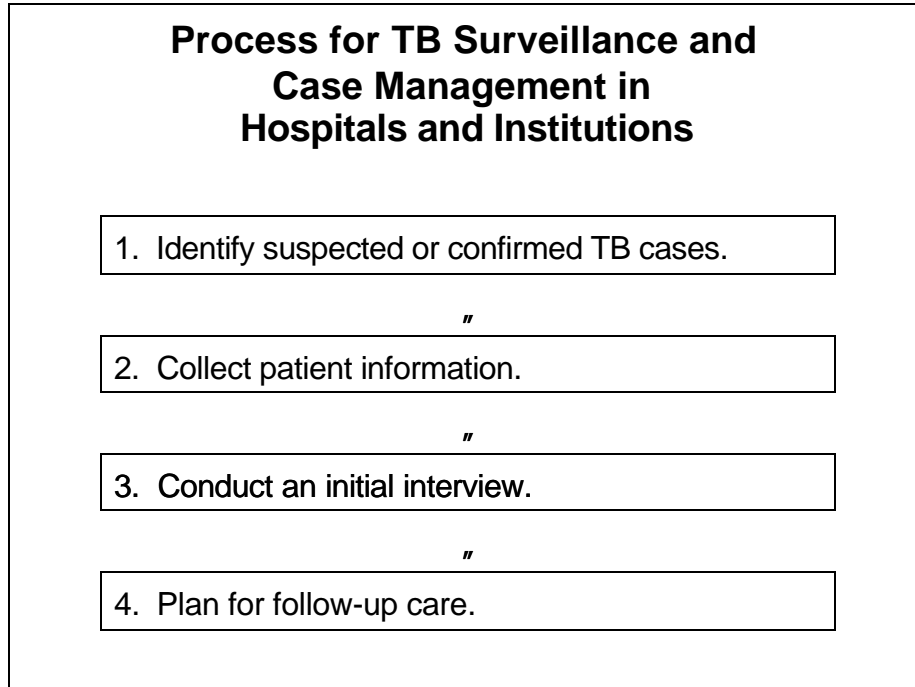 Process for TB Surveillance and
Case Management in
Hospitals and Institutions
1. Identify suspected or confirmed TB cases.
"
2. Collect patient information.
"
3. Conduct an initial interview.
"
4. Plan for follow-up care.